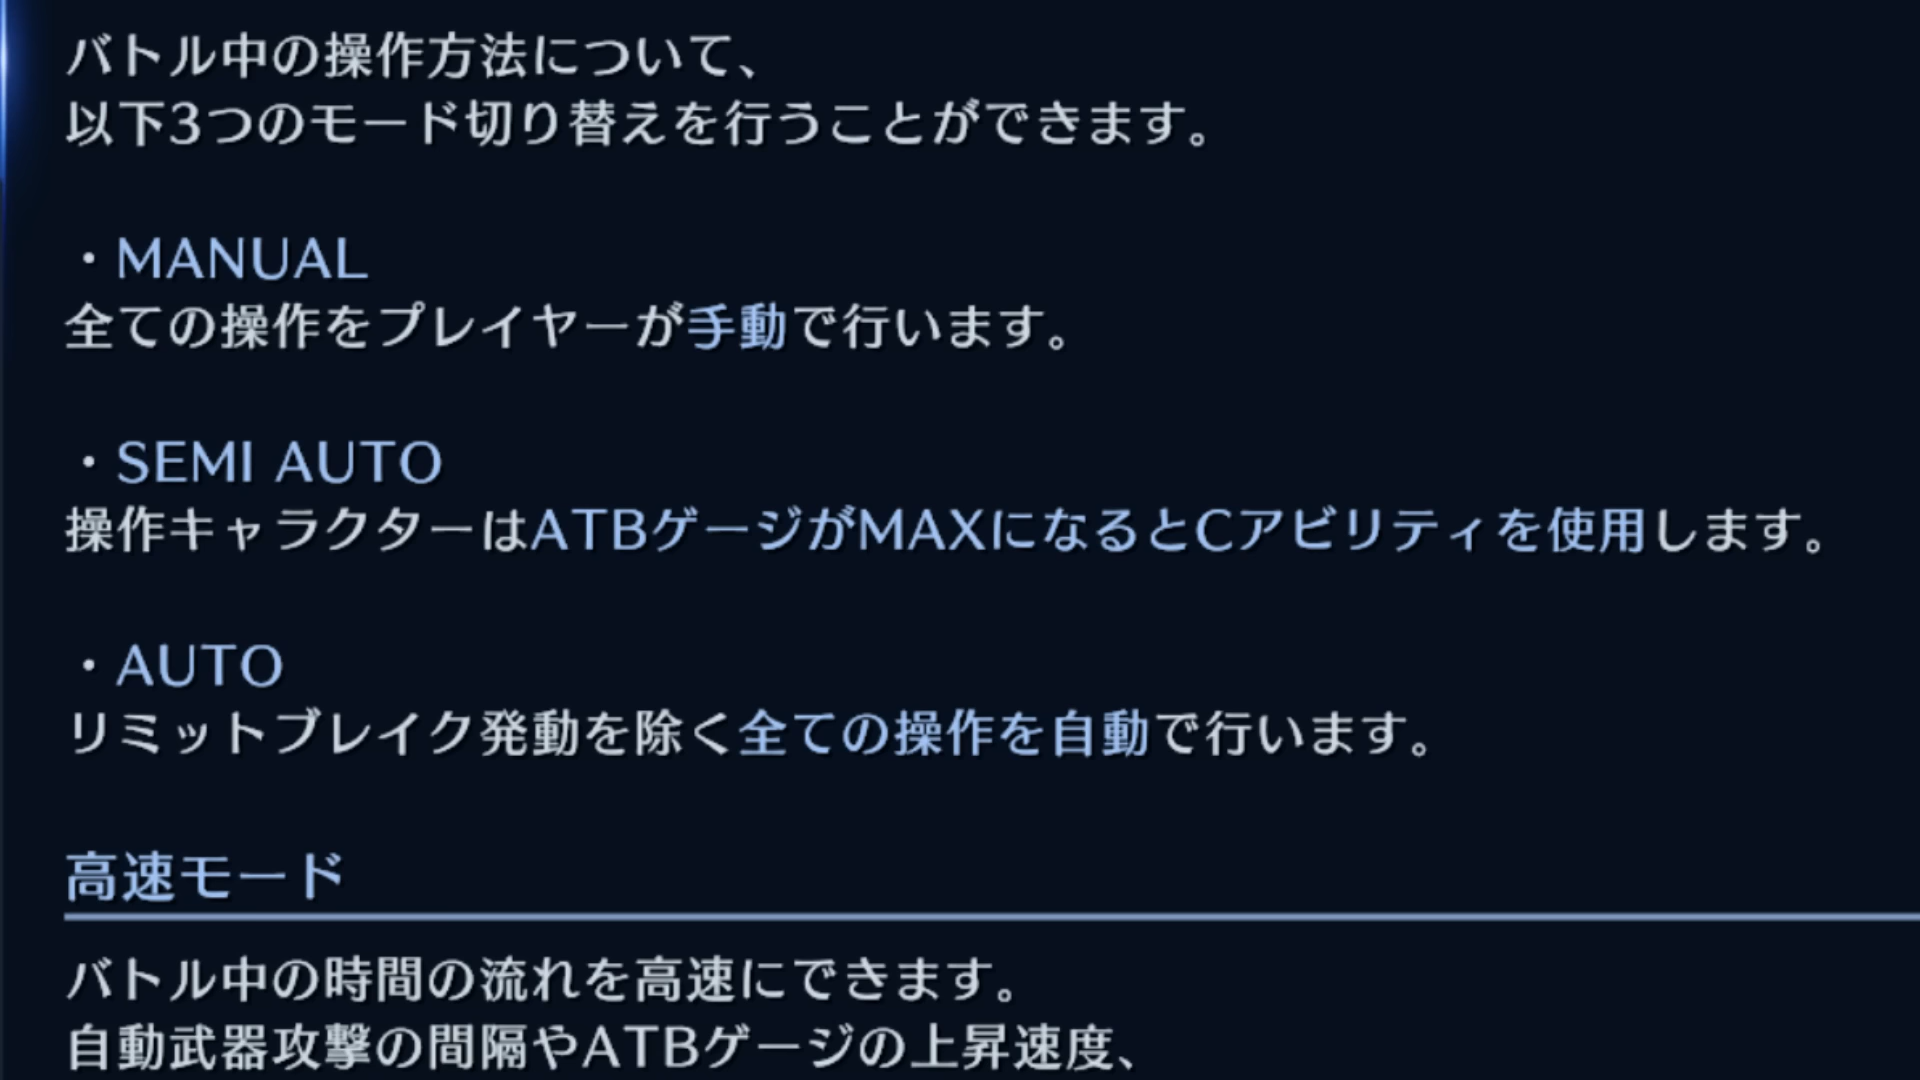 バトル中の操作方法について、
以下3つのモード切り替えを行うことができます。
・MANUAL
全ての操作をプレイヤーが手動で行います。
・SEMI AUTO
操作キャラクターはATBゲージがMAXになるとCアビリティを使用します。
・AUTO
リミットブレイク発動を除く全ての操作を自動で行います。
高速モード
バトル中の時間の流れを高速にできます。
自動武器攻撃の間隔やATBゲージの上昇速度、